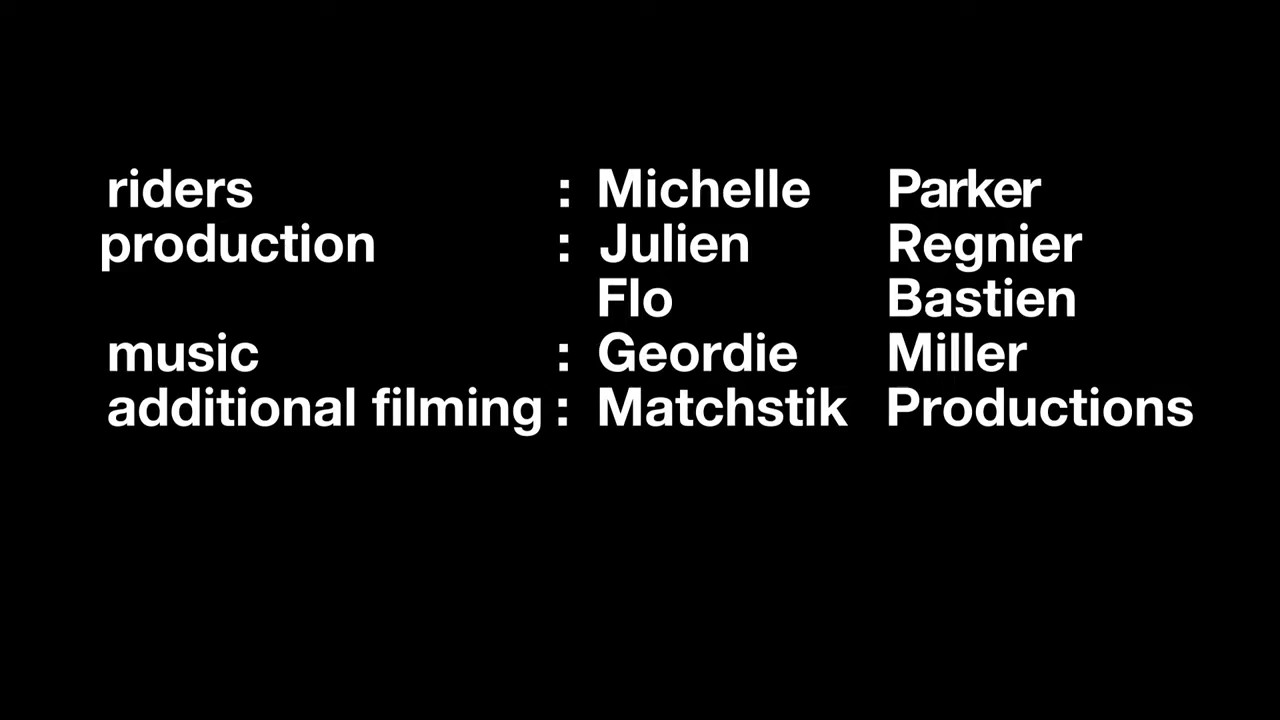 riders : Michelle Parker
production : Julien Regnier
Flo Bastien
music : Geordie Miller
additional filming : Matchstik Productions